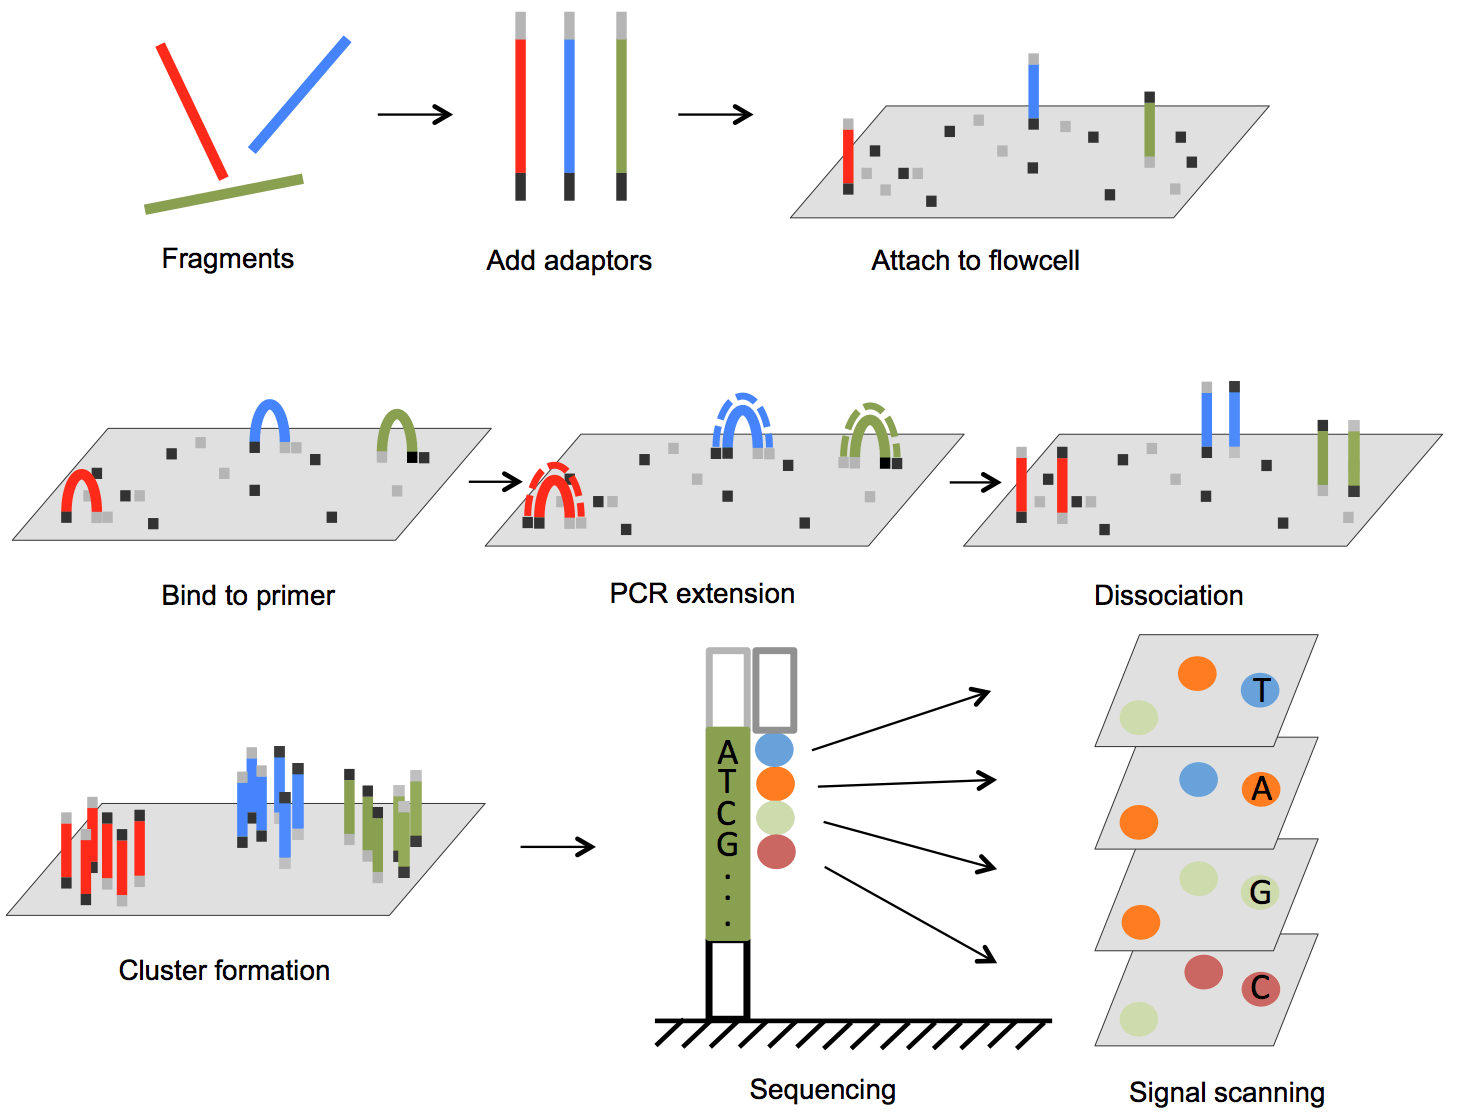 Fragments
Add adaptors
Attach to flowcell
Bind to primer
PCR extension
Dissociation
Cluster formation
A
T
C
G
.
.
.
Sequencing
T
A
G
C
Signal scanning